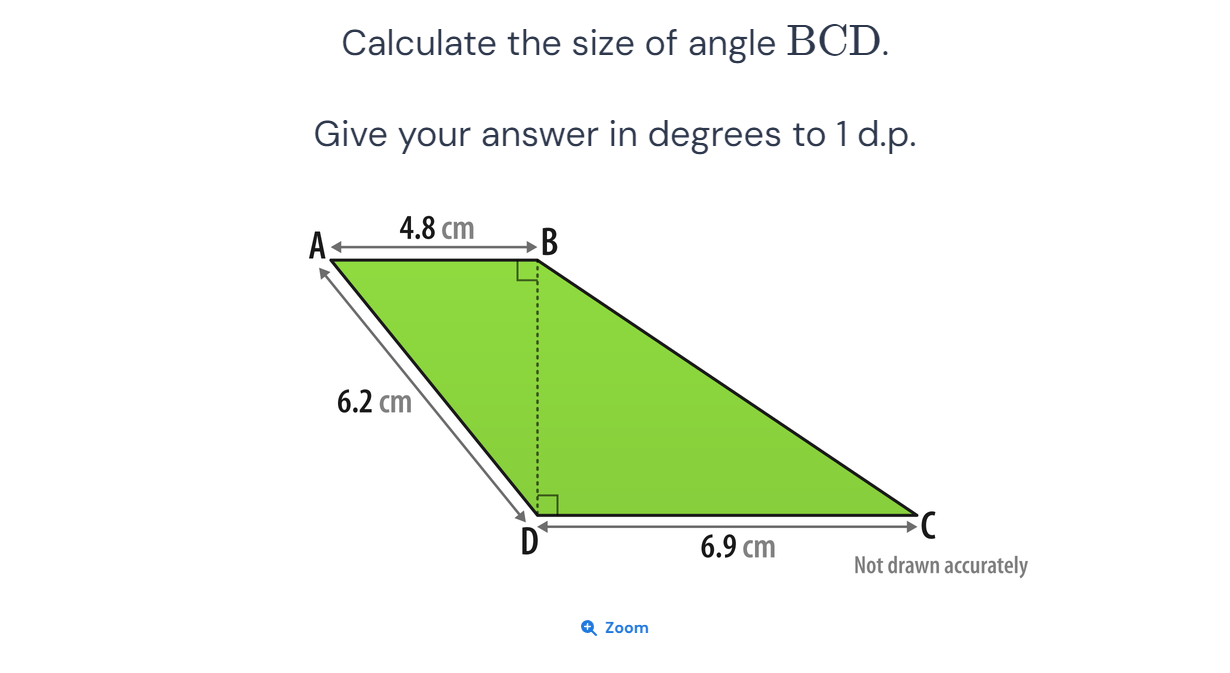 Calculate the size of angle BCD.
Give your answer in degrees to 1 d.p.
4.8 cm
A
B
6.2 cm
D
6.9 cm
C
Not drawn accurately
Zoom